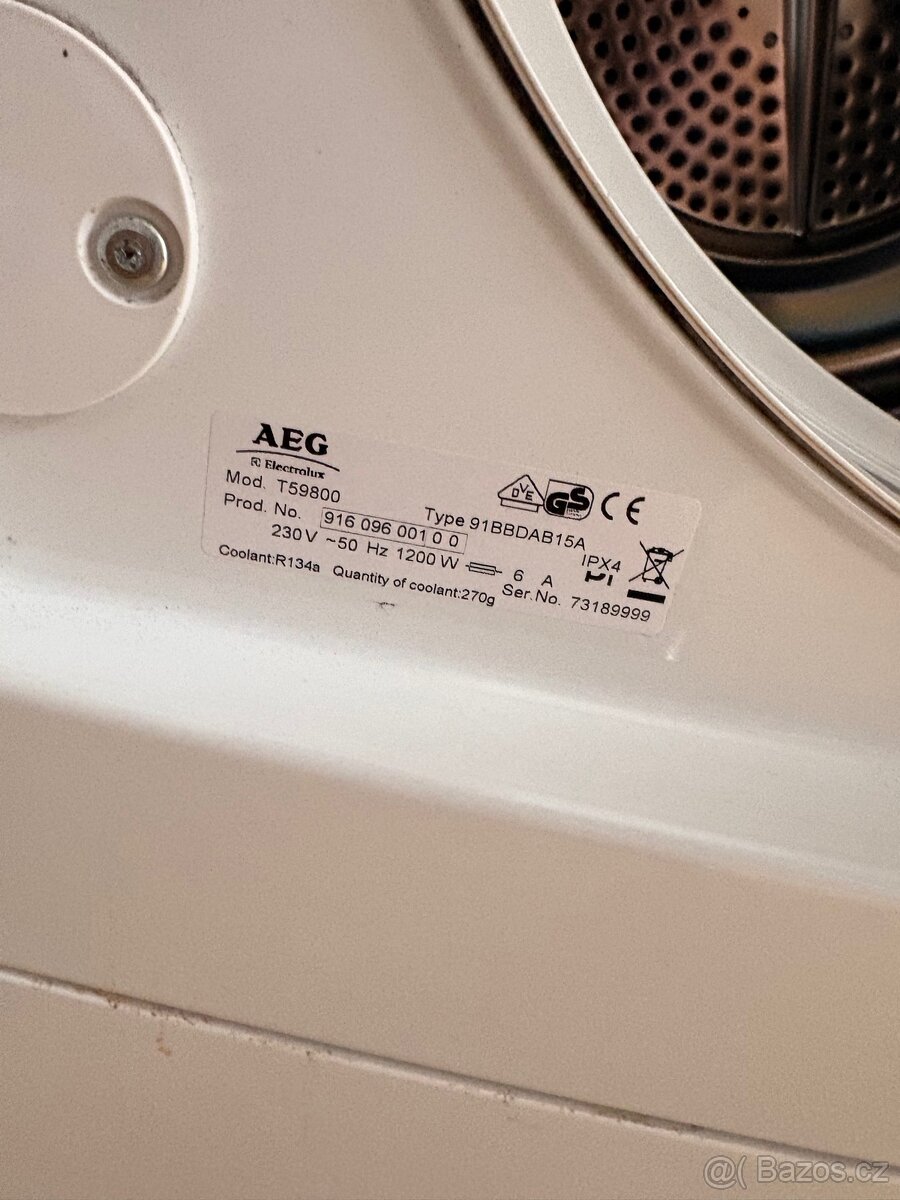 AEG
Electrolux
Mod. T59800
Type 91BBDAB15A
Prod. No. 916 096 001 0 0
230V ~50 Hz 1200 W 6 A
IPX4
Coolant:R134a Quantity of coolant:270g
Ser.No. 73189999
DVE
GS
CE
@( Bazos.cz